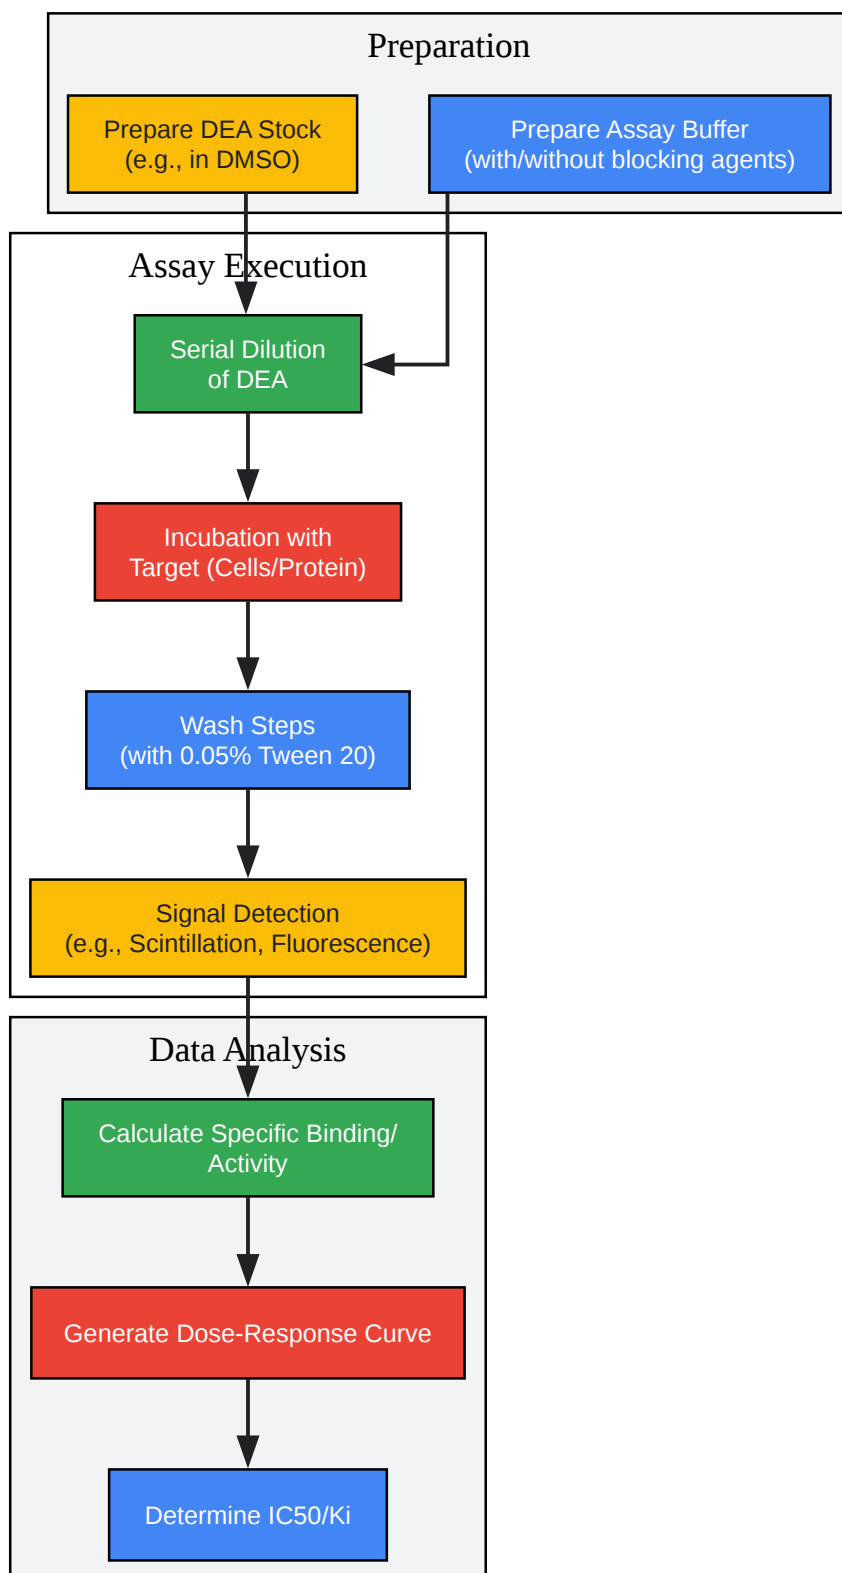 Preparation
Prepare DEA Stock
(e.g., in DMSO)
Prepare Assay Buffer
(with/without blocking agents)
Assay Execution
Serial Dilution
of DEA
Incubation with
Target (Cells/Protein)
Wash Steps
(with 0.05% Tween 20)
Signal Detection
(e.g., Scintillation, Fluorescence)
Data Analysis
Calculate Specific Binding/
Activity
Generate Dose-Response Curve
Determine IC50/Ki